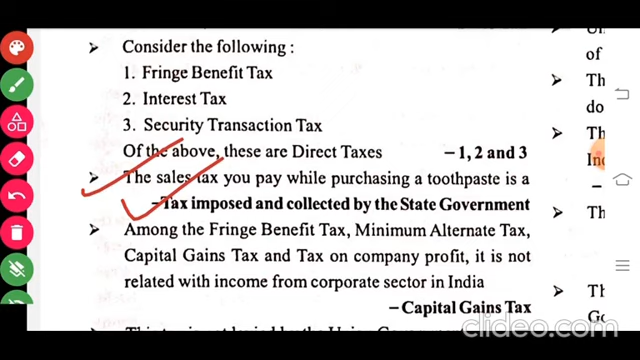 Consider the following :
1. Fringe Benefit Tax
2. Interest Tax
3. Security Transaction Tax
Of the above, these are Direct Taxes – 1, 2 and 3
The sales tax you pay while purchasing a toothpaste is a
–Tax imposed and collected by the State Government
Among the Fringe Benefit Tax, Minimum Alternate Tax,
Capital Gains Tax and Tax on company profit, it is not
related with income from corporate sector in India
– Capital Gains Tax
of
Th
do
Th
–
Th
Th
clideo.com